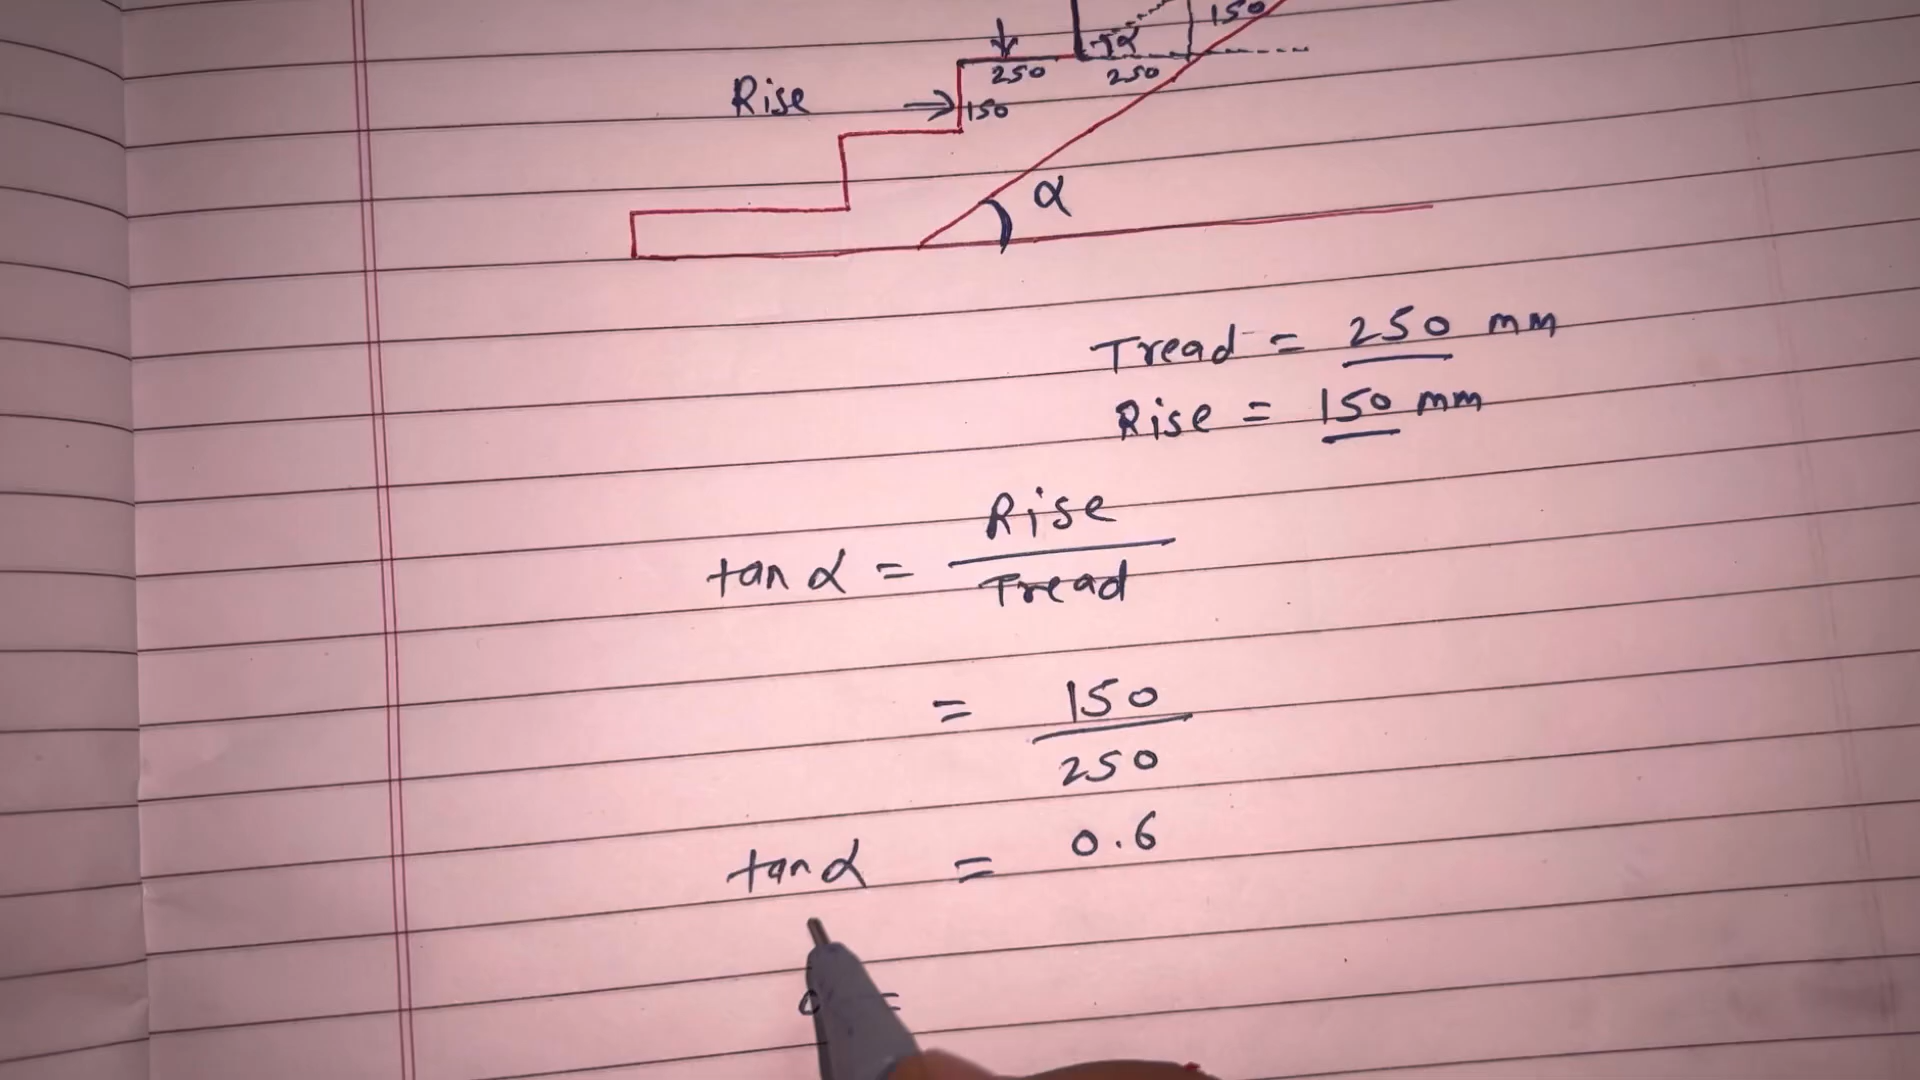 150
α
250 250
Rise → 150
α
Tread = 250 mm
Rise = 150 mm
tan α = Rise / Tread
= 150 / 250
tan α = 0.6
=